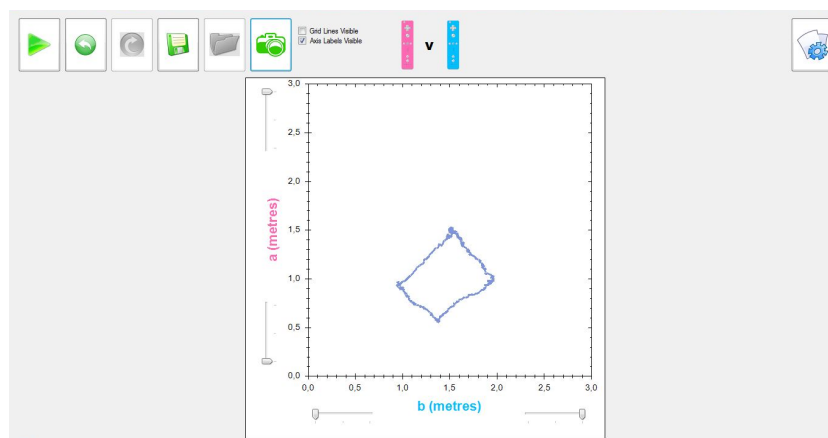 Grid Lines Visible
Axis Labels Visible
v
3,0
2,5
2,0
1,5
1,0
0,5
0,0
a (metres)
0,0 0,5 1,0 1,5 2,0 2,5 3,0
b (metres)